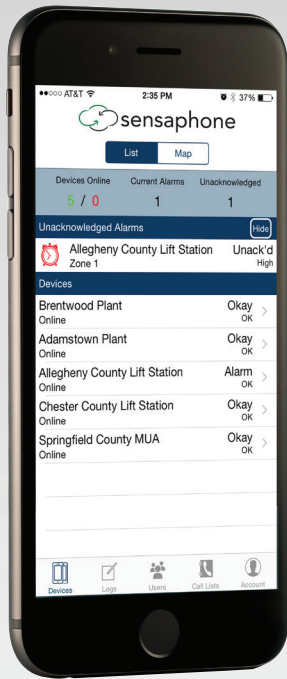 AT&T 2:35 PM 37%
sensaphone
List Map
Devices Online Current Alarms Unacknowledged
5 / 0 1 1
Unacknowledged Alarms Hide
Allegheny County Lift Station Unack'd
Zone 1 High
Devices
Brentwood Plant Okay
Online OK
Adamstown Plant Okay
Online OK
Allegheny County Lift Station Alarm
Online OK
Chester County Lift Station Okay
Online OK
Springfield County MUA Okay
Online OK
Devices Logs Users Call Lists Account